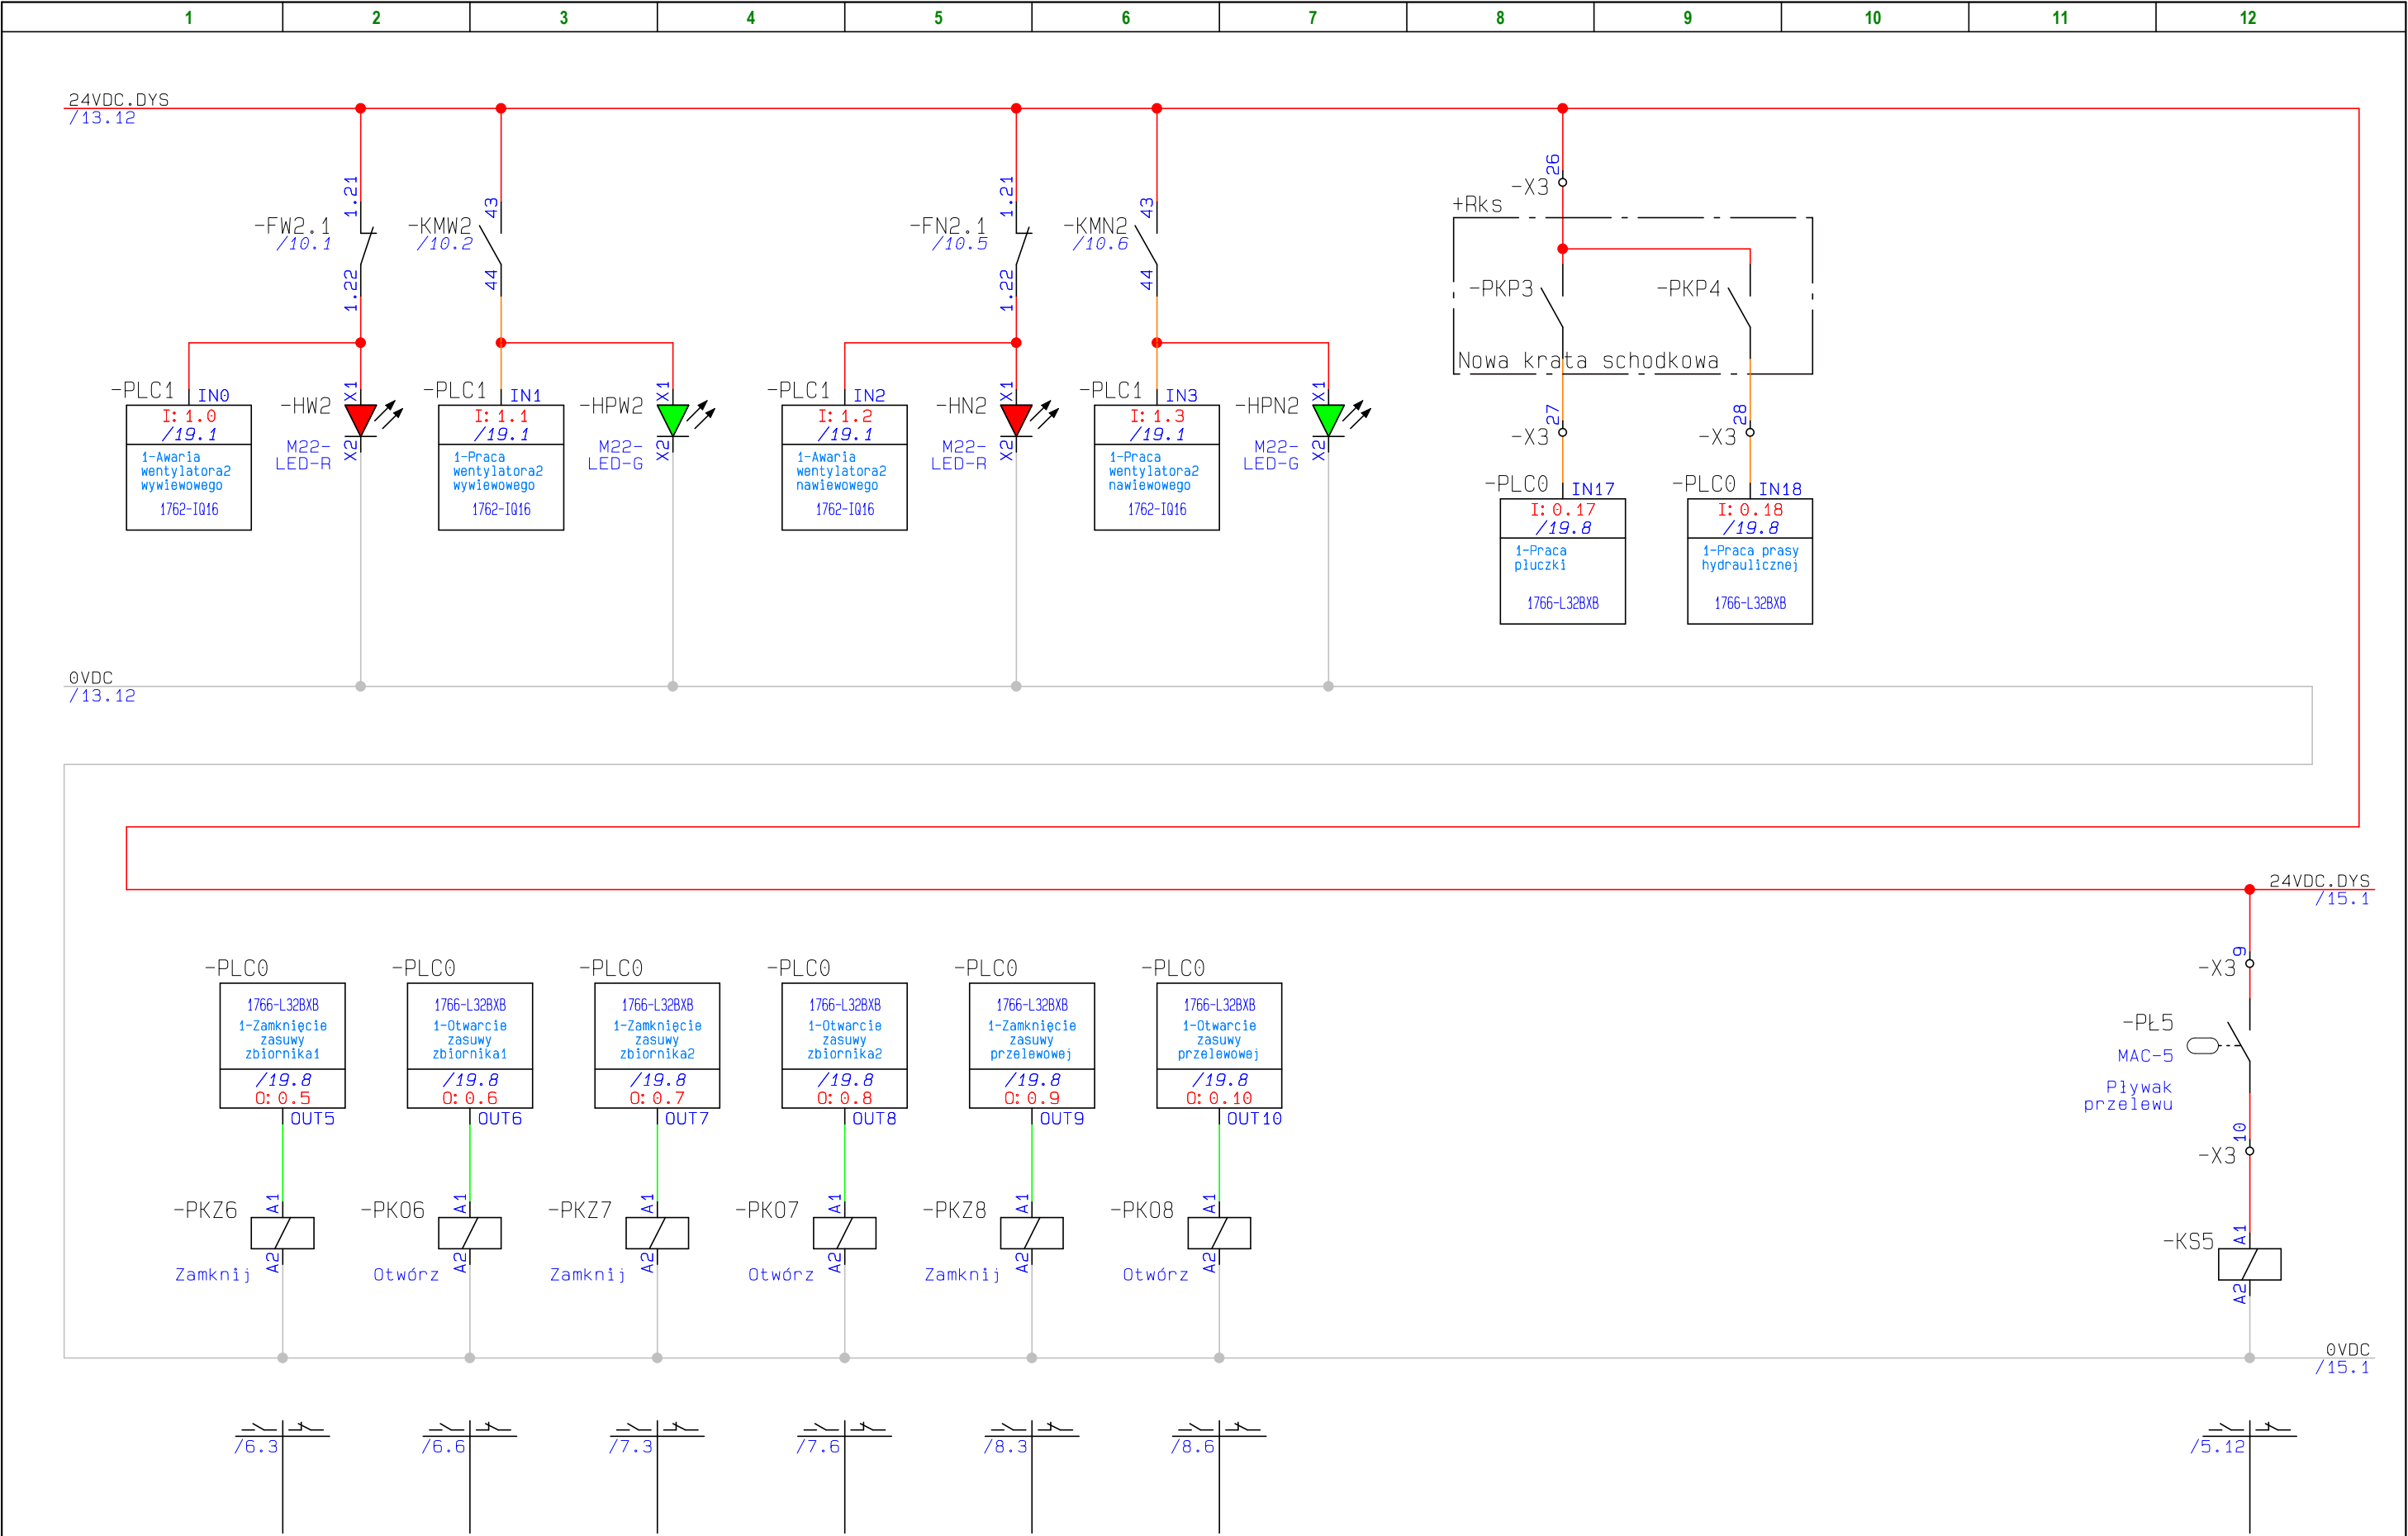 1 2 3 4 5 6 7 8 9 10 11 12
24VDC.DYS
/13.12
-FW2.1
/10.1
1.21
1.22
-KMW2
/10.2
43
44
-FN2.1
/10.5
1.21
1.22
-KMN2
/10.6
43
44
26
-X3
+Rks
-PKP3
-PKP4
Nowa krata schodkowa
-PLC1
IN0
I:1.0
/19.1
1-Awaria
wentylatora2
wywiewowego
1762-IQ16
-HW2
X1
X2
M22-
LED-R
-PLC1
IN1
I:1.1
/19.1
1-Praca
wentylatora2
wywiewowego
1762-IQ16
-HPW2
X1
X2
M22-
LED-G
-PLC1
IN2
I:1.2
/19.1
1-Awaria
wentylatora2
nawiewowego
1762-IQ16
-HN2
X1
X2
M22-
LED-R
-PLC1
IN3
I:1.3
/19.1
1-Praca
wentylatora2
nawiewowego
1762-IQ16
-HPN2
X1
X2
M22-
LED-G
27
-X3
-PLC0
IN17
I:0.17
/19.8
1-Praca
płuczki
1766-L32BXB
28
-X3
-PLC0
IN18
I:0.18
/19.8
1-Praca prasy
hydraulicznej
1766-L32BXB
0VDC
/13.12
24VDC.DYS
/15.1
-PLC0
1766-L32BXB
1-Zamknięcie
zasuwy
zbiornika1
/19.8
O:0.5
OUT5
-PLC0
1766-L32BXB
1-Otwarcie
zasuwy
zbiornika1
/19.8
O:0.6
OUT6
-PLC0
1766-L32BXB
1-Zamknięcie
zasuwy
zbiornika2
/19.8
O:0.7
OUT7
-PLC0
1766-L32BXB
1-Otwarcie
zasuwy
zbiornika2
/19.8
O:0.8
OUT8
-PLC0
1766-L32BXB
1-Zamknięcie
zasuwy
przelewowej
/19.8
O:0.9
OUT9
-PLC0
1766-L32BXB
1-Otwarcie
zasuwy
przelewowej
/19.8
O:0.10
OUT10
9
-X3
-PŁ5
MAC-5
Pływak
przelewu
10
-X3
-PKZ6
A1
A2
Zamknij
-PKO6
A1
A2
Otwórz
-PKZ7
A1
A2
Zamknij
-PKO7
A1
A2
Otwórz
-PKZ8
A1
A2
Zamknij
-PKO8
A1
A2
Otwórz
-KS5
A1
A2
0VDC
/15.1
/6.3
/6.6
/7.3
/7.6
/8.3
/8.6
/5.12